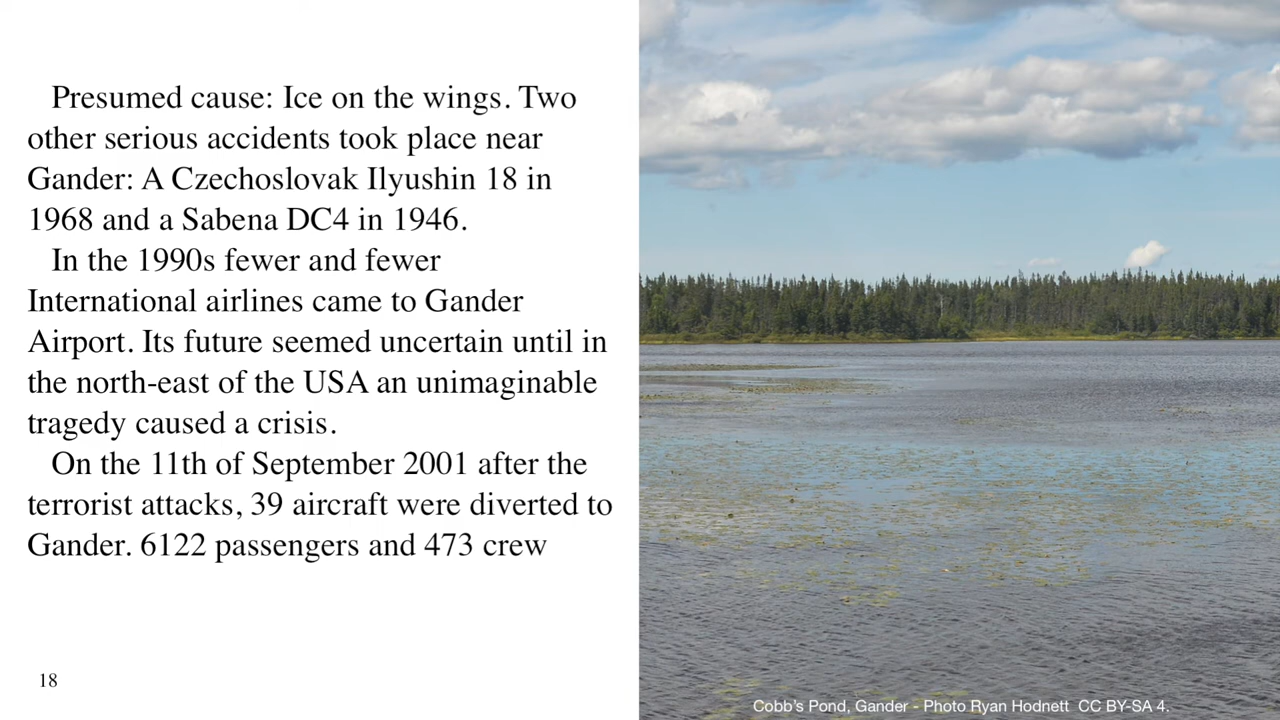 Presumed cause: Ice on the wings. Two
other serious accidents took place near
Gander: A Czechoslovak Ilyushin 18 in
1968 and a Sabena DC4 in 1946.
In the 1990s fewer and fewer
International airlines came to Gander
Airport. Its future seemed uncertain until in
the north-east of the USA an unimaginable
tragedy caused a crisis.
On the 11th of September 2001 after the
terrorist attacks, 39 aircraft were diverted to
Gander. 6122 passengers and 473 crew
18
Cobb's Pond, Gander - Photo Ryan Hodnett CC BY-SA 4.